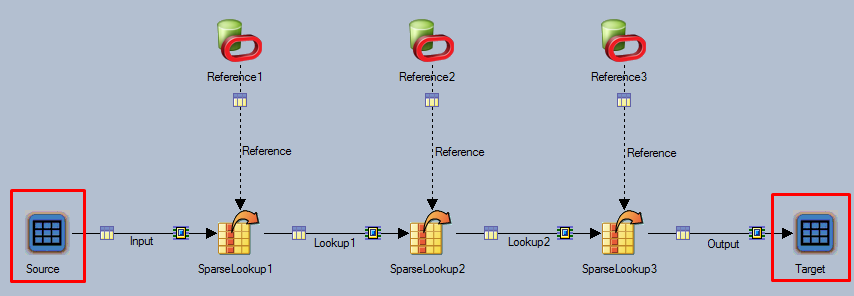 Reference1
Reference2
Reference3
Reference
Reference
Reference
Input
Lookup1
Lookup2
Output
Source
SparseLookup1
SparseLookup2
SparseLookup3
Target